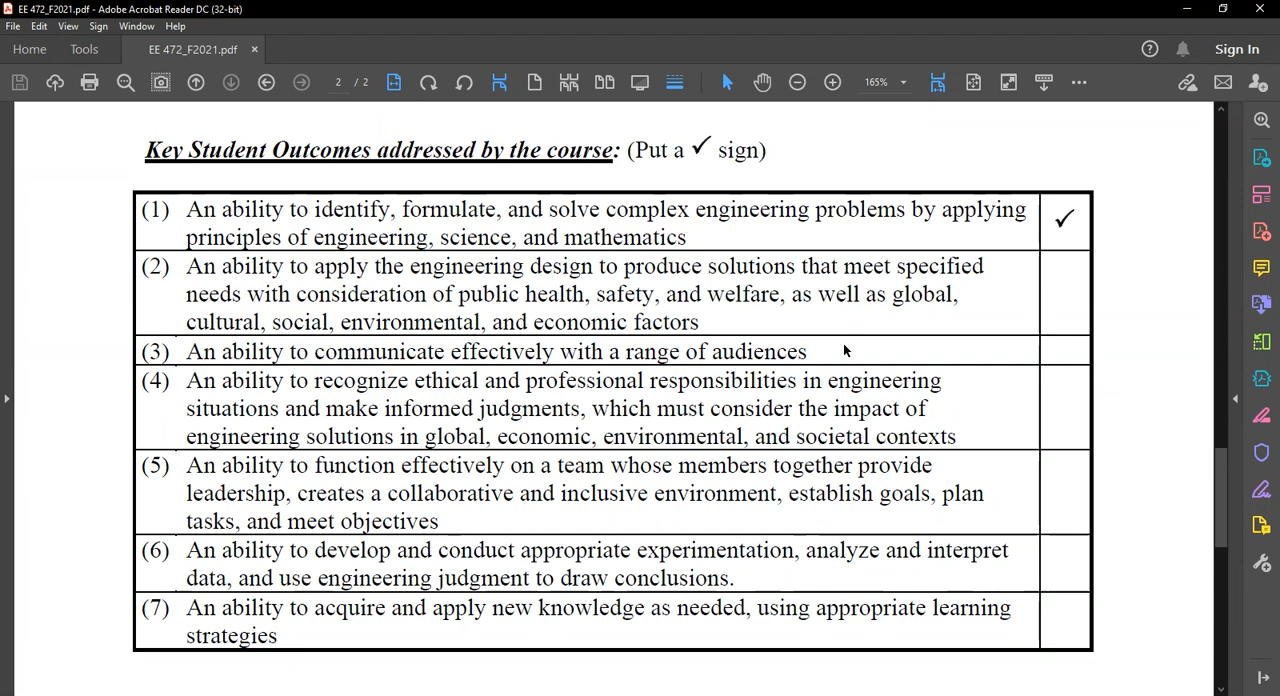 EE 472_F2021.pdf - Adobe Acrobat Reader DC (32-bit)
File Edit View Sign Window Help
Home Tools EE 472_F2021.pdf × Sign In
2 / 2 165%
Key Student Outcomes addressed by the course: (Put a ✓ sign)
(1) An ability to identify, formulate, and solve complex engineering problems by applying ✓
principles of engineering, science, and mathematics
(2) An ability to apply the engineering design to produce solutions that meet specified
needs with consideration of public health, safety, and welfare, as well as global,
cultural, social, environmental, and economic factors
(3) An ability to communicate effectively with a range of audiences
(4) An ability to recognize ethical and professional responsibilities in engineering
situations and make informed judgments, which must consider the impact of
engineering solutions in global, economic, environmental, and societal contexts
(5) An ability to function effectively on a team whose members together provide
leadership, creates a collaborative and inclusive environment, establish goals, plan
tasks, and meet objectives
(6) An ability to develop and conduct appropriate experimentation, analyze and interpret
data, and use engineering judgment to draw conclusions.
(7) An ability to acquire and apply new knowledge as needed, using appropriate learning
strategies